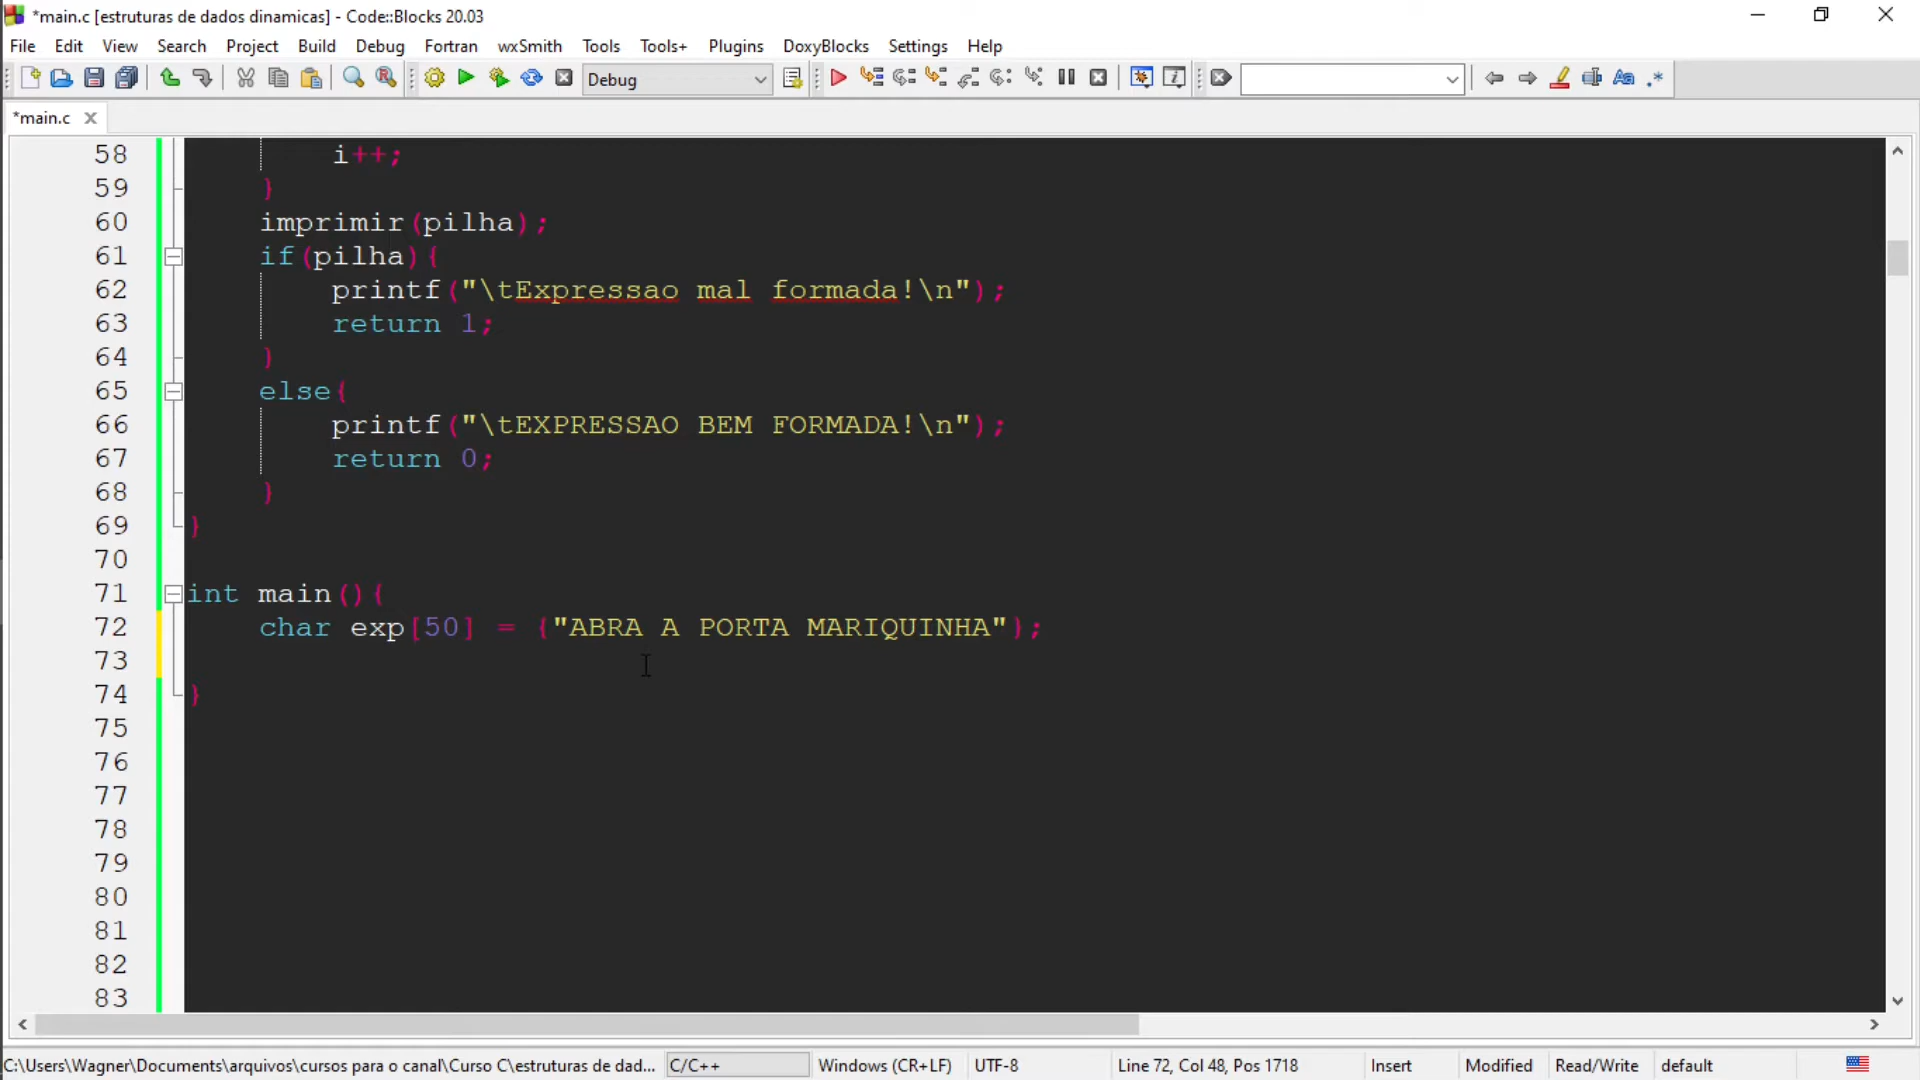 *main.c [estruturas de dados dinamicas] - Code::Blocks 20.03
File Edit View Search Project Build Debug Fortran wxSmith Tools Tools+ Plugins DoxyBlocks Settings Help
Debug
*main.c
58 i++;
59 }
60 imprimir(pilha);
61 if(pilha){
62 printf("\tExpressao mal formada!\n");
63 return 1;
64 }
65 else{
66 printf("\tEXPRESSAO BEM FORMADA!\n");
67 return 0;
68 }
69 }
70
71 int main(){
72 char exp[50] = {"ABRA A PORTA MARIQUINHA"};
73
74 }
75
76
77
78
79
80
81
82
83
C:\Users\Wagner\Documents\arquivos\cursos para o canal\Curso C\estruturas de dad... C/C++ Windows (CR+LF) UTF-8 Line 72, Col 48, Pos 1718 Insert Modified Read/Write default